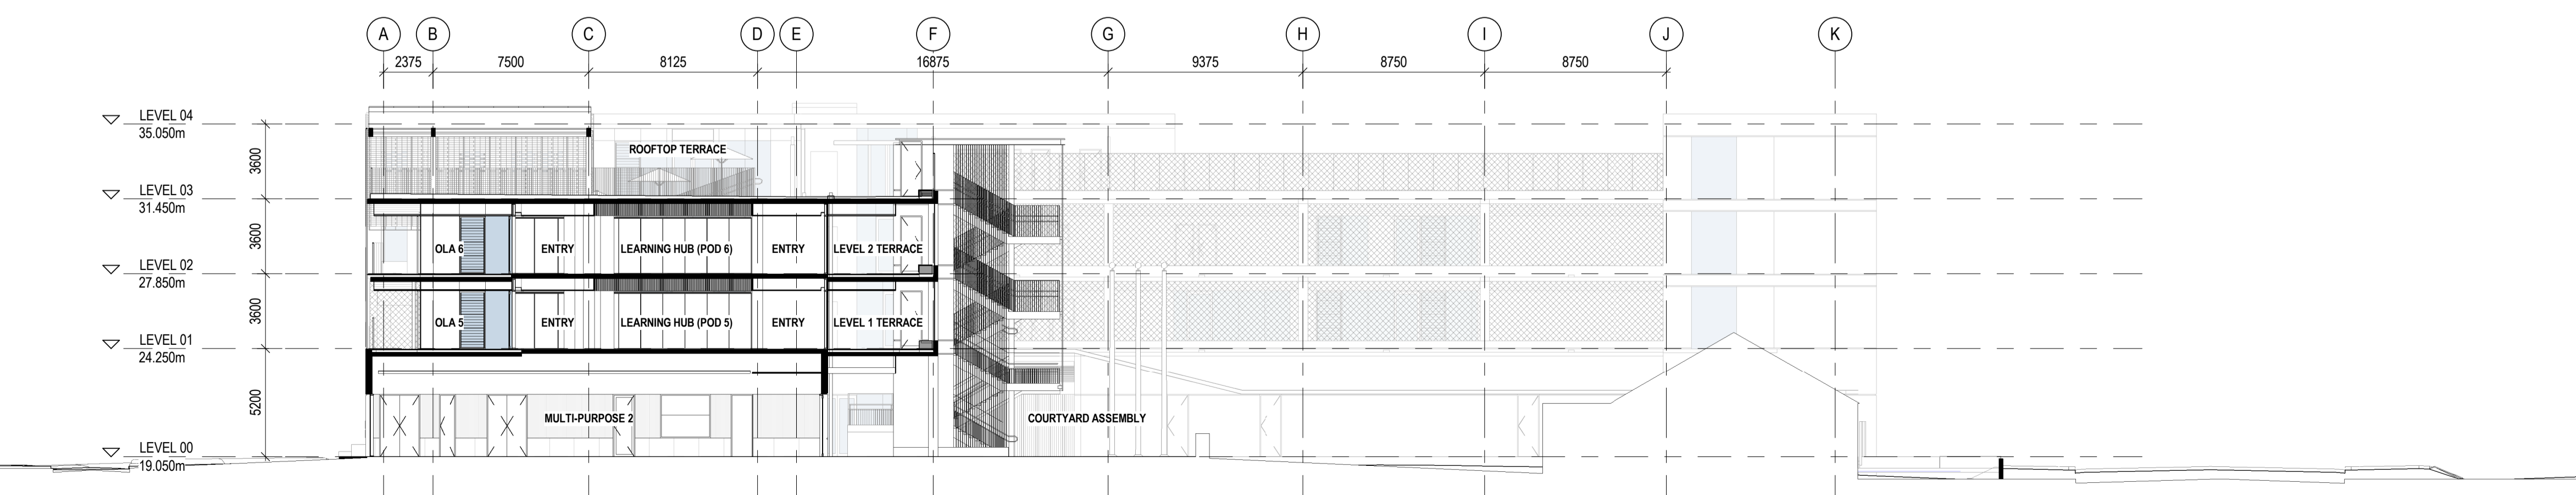 A B C D E F G H I J K
2375 7500 8125 16875 9375 8750 8750
LEVEL 04
35.050m
3600
ROOFTOP TERRACE
LEVEL 03
31.450m
3600
OLA 6 ENTRY LEARNING HUB (POD 6) ENTRY LEVEL 2 TERRACE
LEVEL 02
27.850m
3600
OLA 5 ENTRY LEARNING HUB (POD 5) ENTRY LEVEL 1 TERRACE
LEVEL 01
24.250m
5200
MULTI-PURPOSE 2 COURTYARD ASSEMBLY
LEVEL 00
19.050m